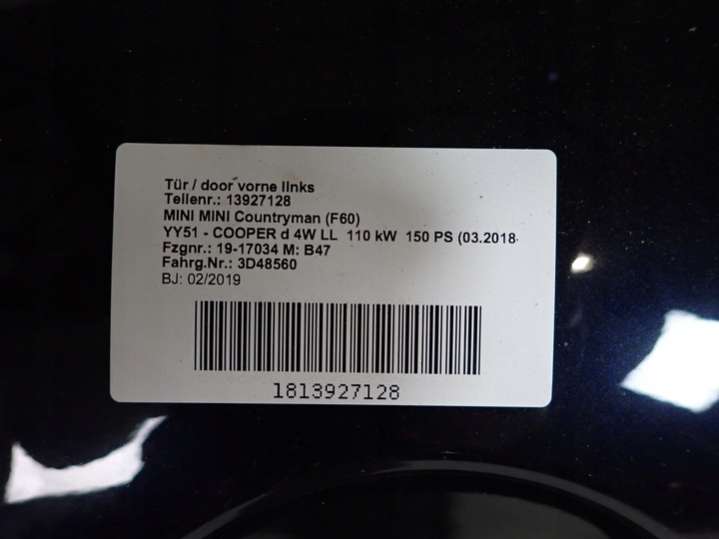 Tür / door vorne links
Teilenr.: 13927128
MINI MINI Countryman (F60)
YY51 - COOPER d 4W LL 110 kW 150 PS (03.2018-
Fzgnr.: 19-17034 M: B47
Fahrg.Nr.: 3D48560
BJ: 02/2019
1813927128